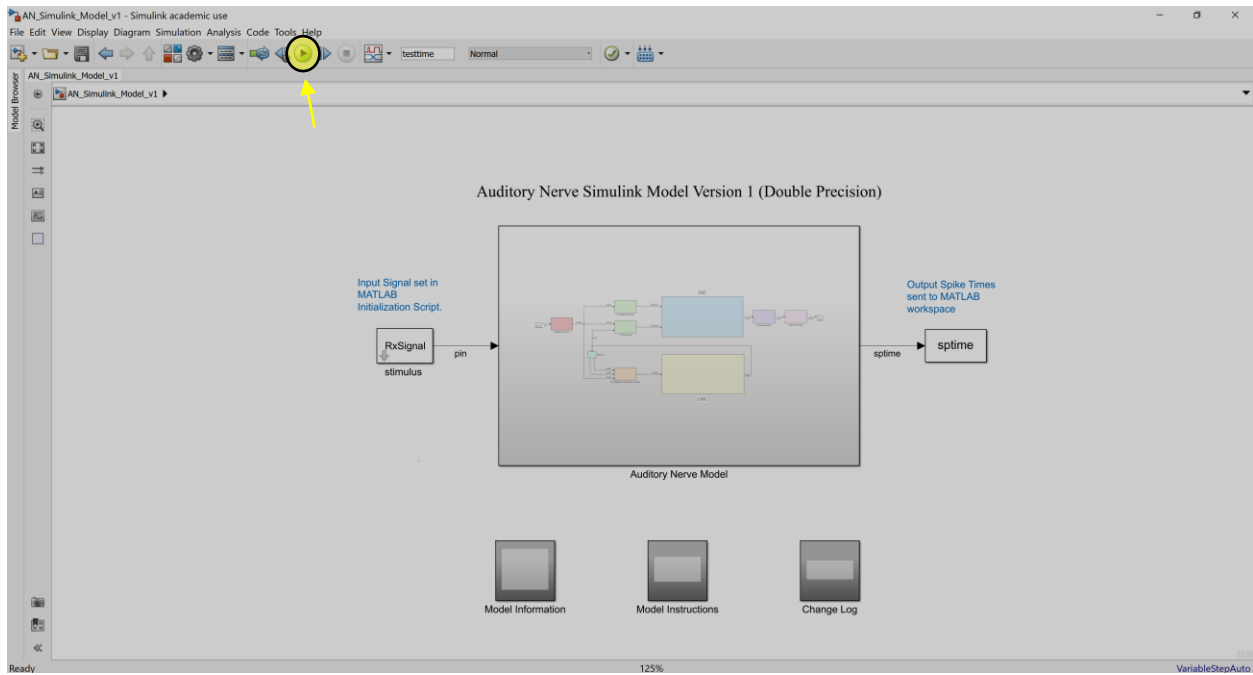 AN_Simulink_Model_v1 - Simulink academic use
File Edit View Display Diagram Simulation Analysis Code Tools Help
testtime
Normal
AN_Simulink_Model_v1
Model Browser
AN_Simulink_Model_v1
Auditory Nerve Simulink Model Version 1 (Double Precision)
Input Signal set in
MATLAB
Initialization Script.
RxSignal
pin
stimulus
Auditory Nerve Model
Output Spike Times
sent to MATLAB
workspace
sptime
sptime
Model Information
Model Instructions
Change Log
Ready
125%
VariableStepAuto